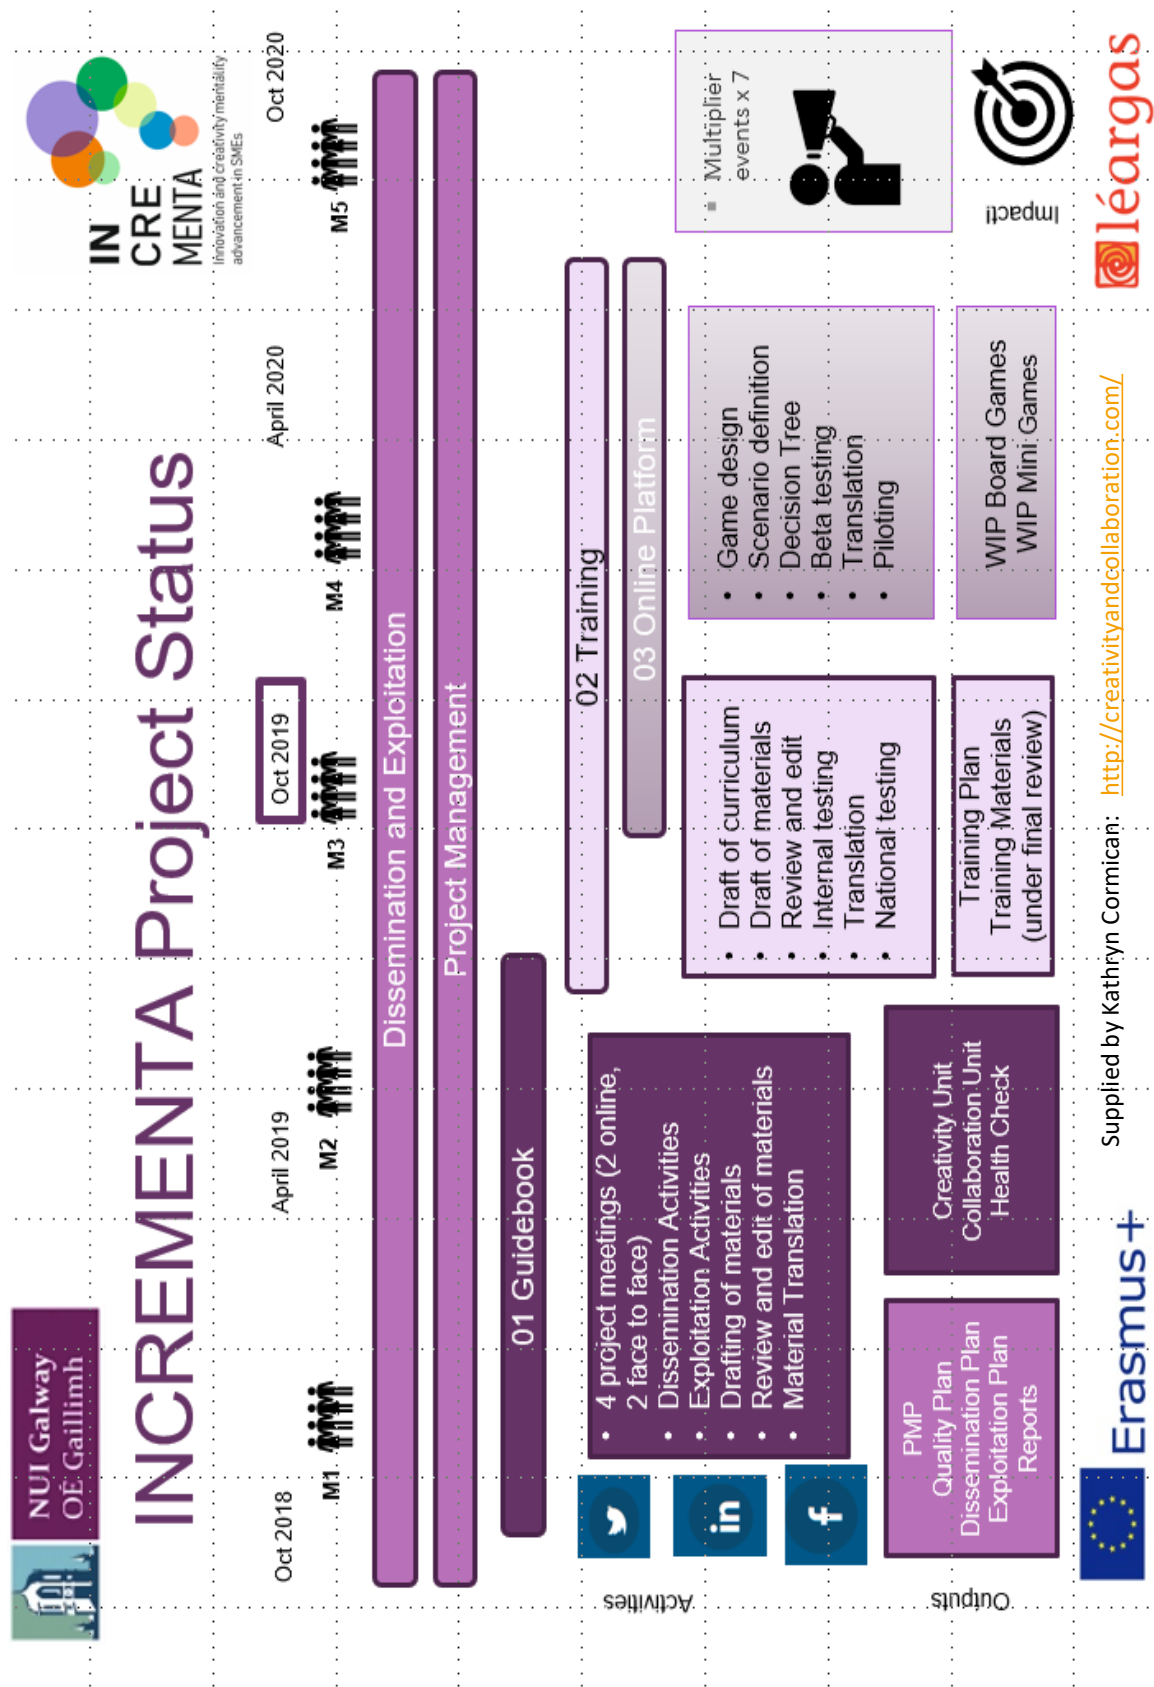 NUI Galway
OÉ Gaillimh
IN
CRE
MENTA
Innovation and creativity mentality
advancement in SMEs
INCREMENTA Project Status
Oct 2018
April 2019
Oct 2019
April 2020
Oct 2020
M1
M2
M3
M4
M5
Dissemination and Exploitation
Project Management
01 Guidebook
02 Training
03 Online Platform
Activities
• 4 project meetings (2 online,
2 face to face)
• Dissemination Activities
• Exploitation Activities
• Drafting of materials
• Review and edit of materials
• Material Translation
• Draft of curriculum
• Draft of materials
• Review and edit
• Internal testing
• Translation
• National testing
• Game design
• Scenario definition
• Decision Tree
• Beta testing
• Translation
• Piloting
▪ Multiplier
events x 7
Outputs
PMP
Quality Plan
Dissemination Plan
Exploitation Plan
Reports
Creativity Unit
Collaboration Unit
Health Check
Training Plan
Training Materials
(under final review)
WIP Board Games
WIP Mini Games
Impact!
in
f
Erasmus+
Supplied by Kathryn Cormican: http://creativityandcollaboration.com/
léargas